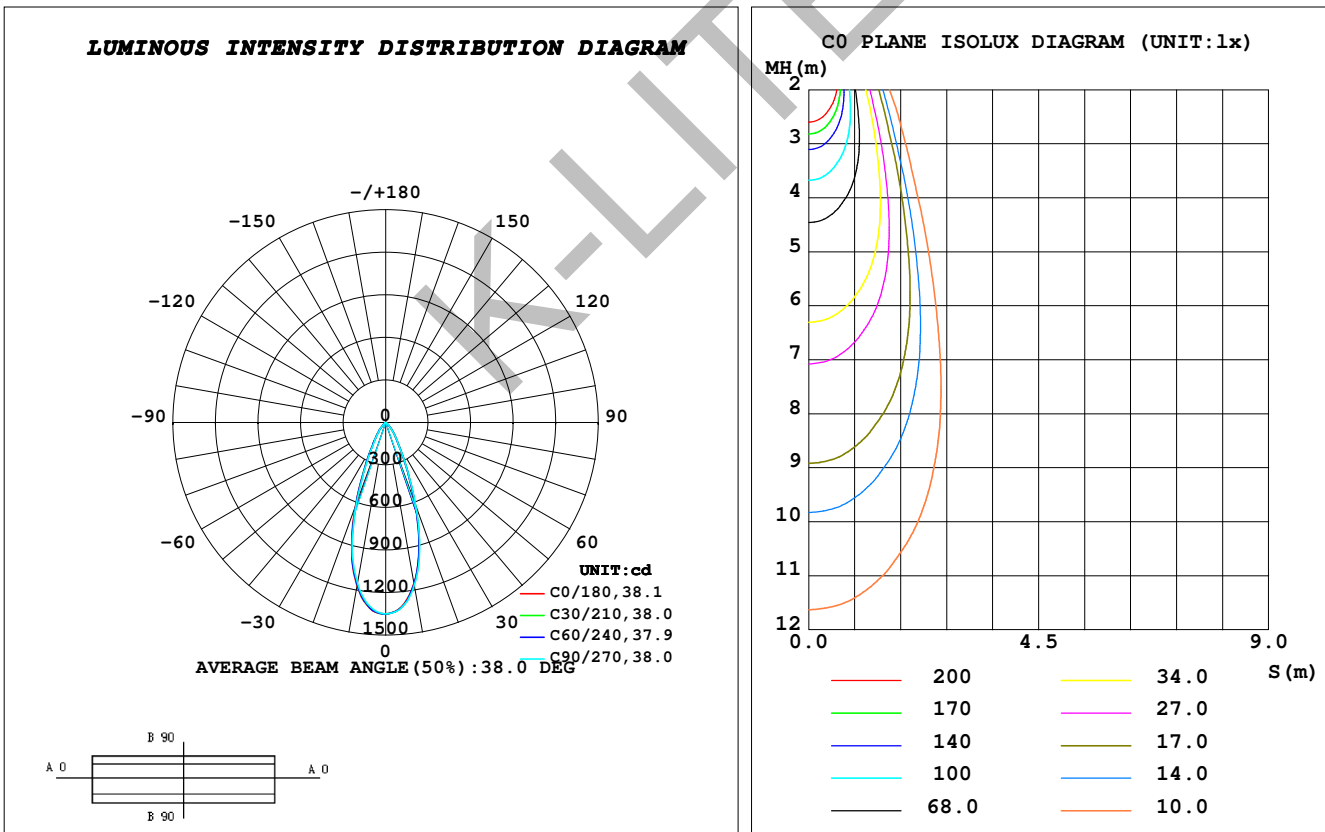 LUMINOUS INTENSITY DISTRIBUTION DIAGRAM
-/+180
-150
150
-120
120
-90
90
-60
60
-30
30
0
0
300
600
900
1200
1500
UNIT:cd
C0/180,38.1
C30/210,38.0
C60/240,37.9
C90/270,38.0
AVERAGE BEAM ANGLE(50%):38.0 DEG
B 90
A 0
A 0
B 90
K-LITE
C0 PLANE ISOLUX DIAGRAM (UNIT:lx)
MH(m)
2
3
4
5
6
7
8
9
10
11
12
0.0
4.5
9.0
S(m)
200
34.0
170
27.0
140
17.0
100
14.0
68.0
10.0